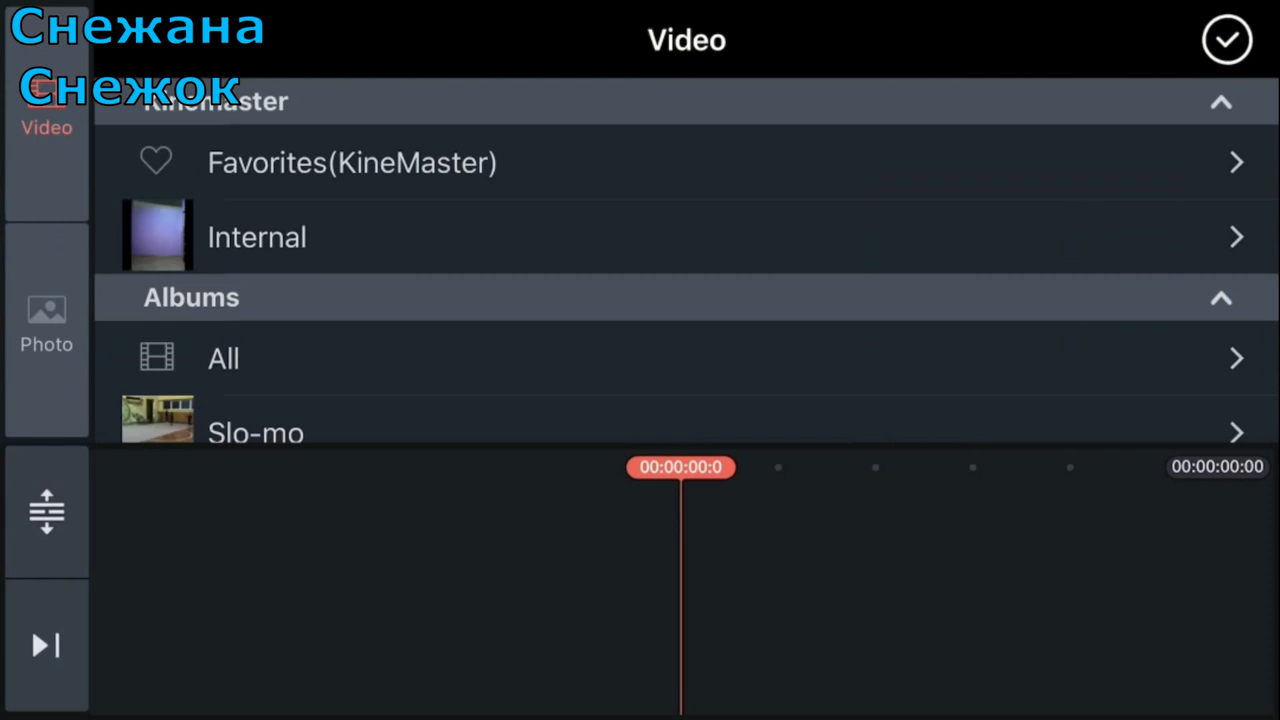 Снежана
Снежок
Video
Kinemaster
Video
Favorites(KineMaster)
Internal
Albums
Photo
All
Slo-mo
00:00:00:0
00:00:00:00